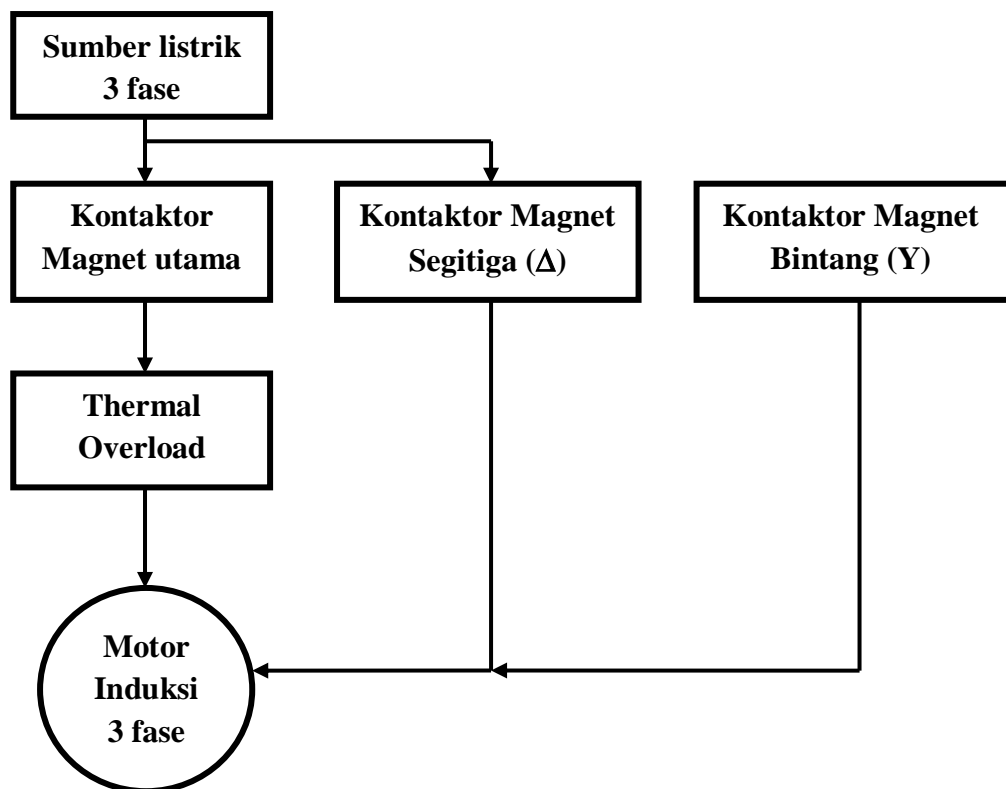 Sumber listrik
3 fase
Kontaktor
Magnet utama
Kontaktor Magnet
Segitiga (Δ)
Kontaktor Magnet
Bintang (Y)
Thermal
Overload
Motor
Induksi
3 fase